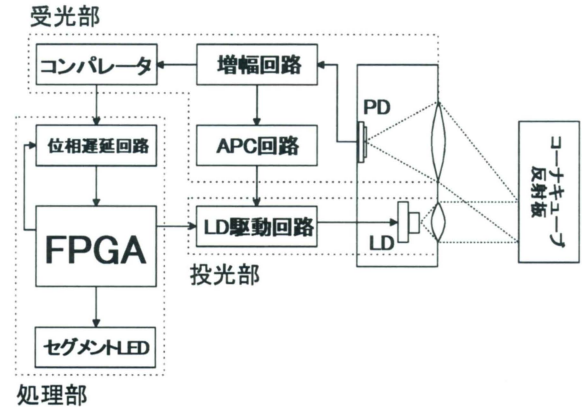 受光部
コンパレータ
増幅回路
PD
位相遅延回路
APC回路
コーナキューブ
反射板
FPGA
LD駆動回路
LD
投光部
セグメントLED
処理部